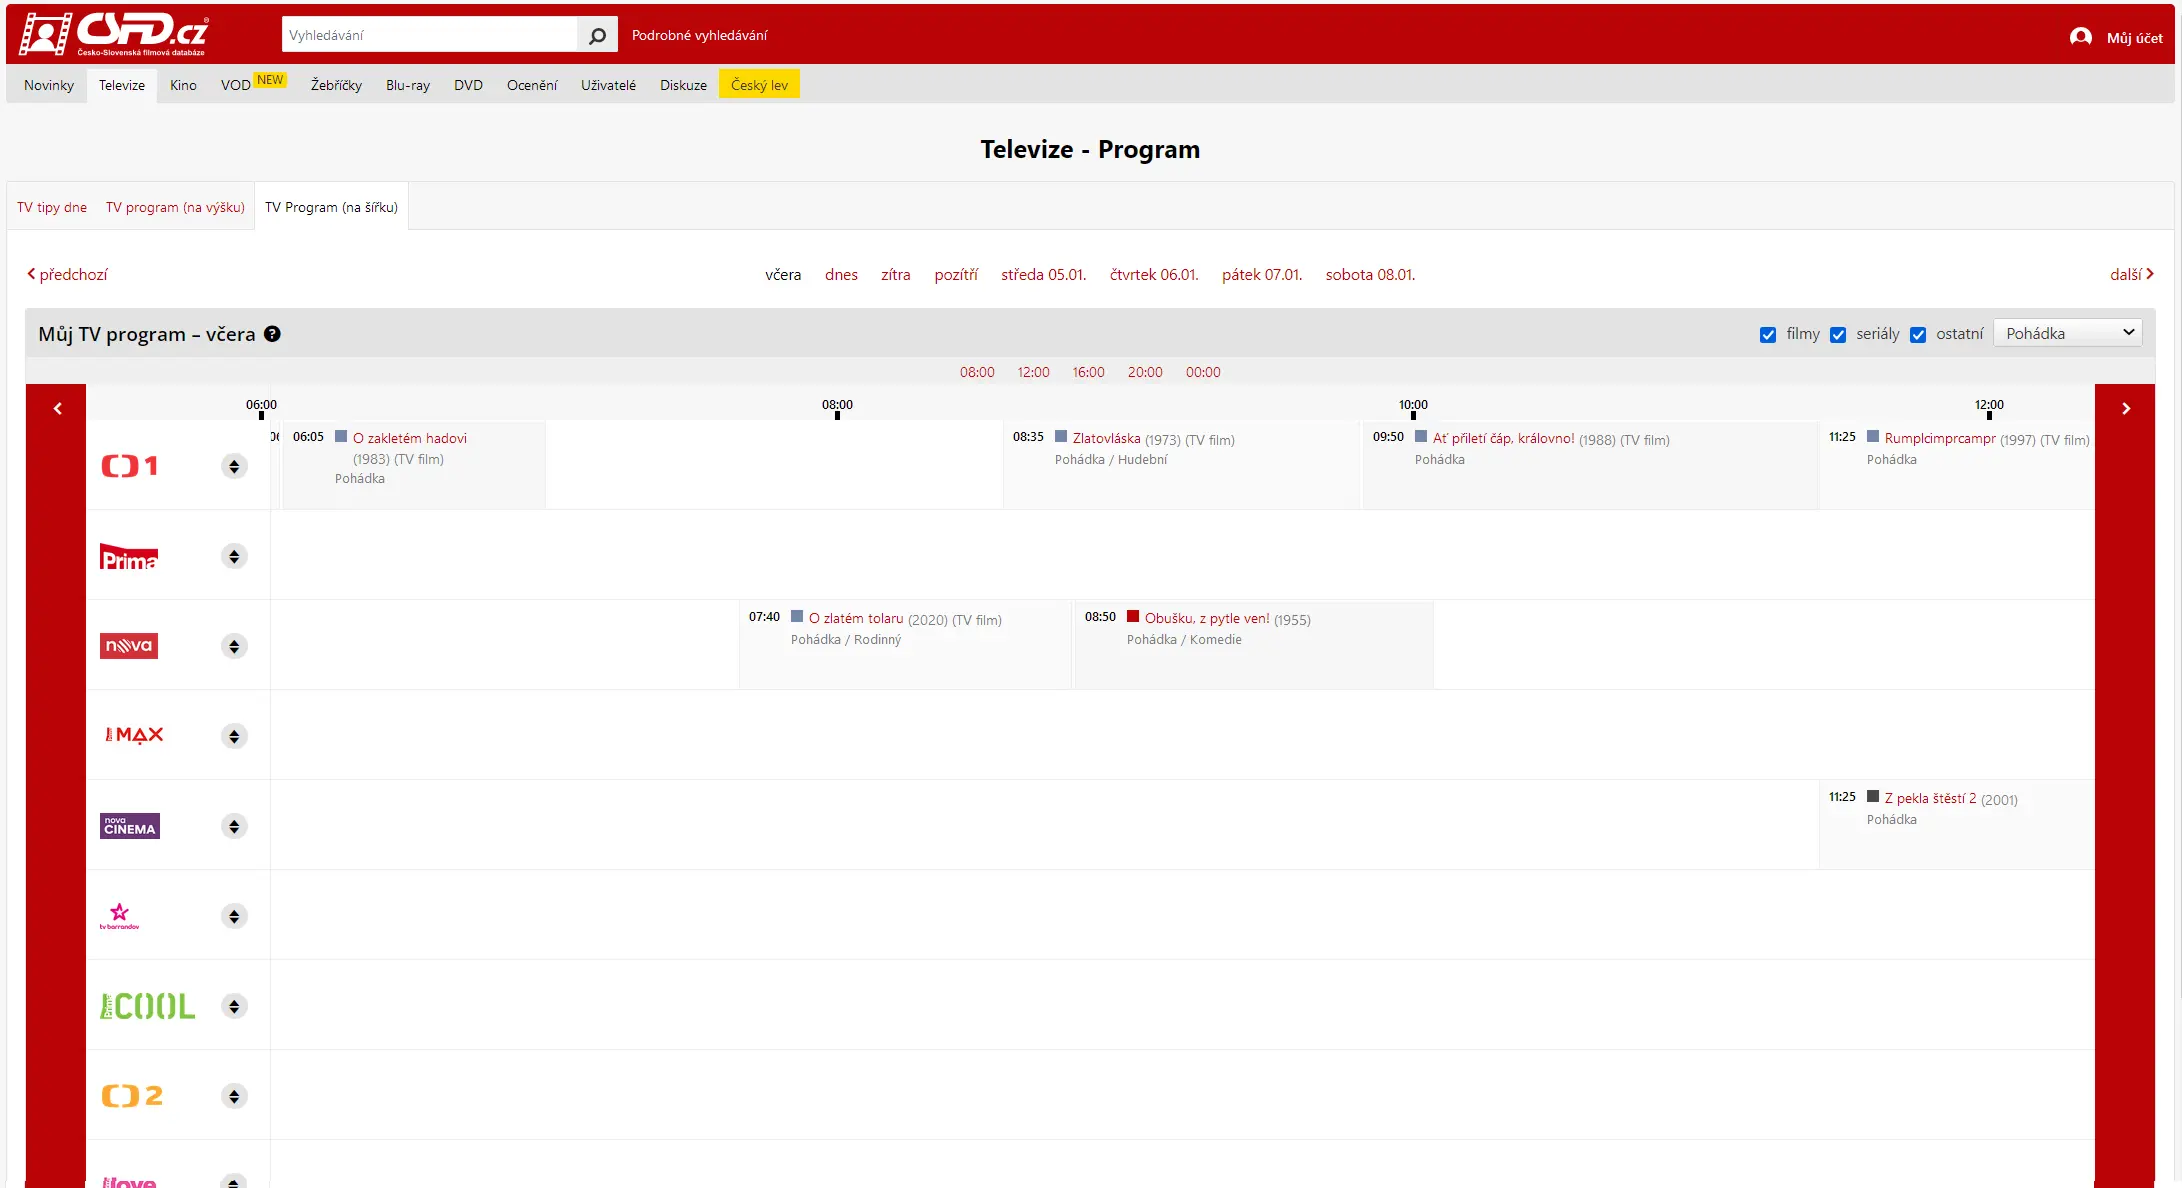 ČSFD.cz®
Česko-Slovenská filmová databáze
Vyhledávání
Podrobné vyhledávání
Můj účet
Novinky Televize Kino VOD NEW Žebříčky Blu-ray DVD Ocenění Uživatelé Diskuze Český lev
Televize - Program
TV tipy dne TV program (na výšku) TV Program (na šířku)
předchozí včera dnes zítra pozítří středa 05.01. čtvrtek 06.01. pátek 07.01. sobota 08.01. další
Můj TV program – včera ? filmy seriály ostatní Pohádka
08:00 12:00 16:00 20:00 00:00
06:00 08:00 10:00 12:00
1
06:05 O zakletém hadovi
(1983) (TV film)
Pohádka
08:35 Zlatovláska (1973) (TV film)
Pohádka / Hudební
09:50 Ať přiletí čáp, královno! (1988) (TV film)
Pohádka
11:25 Rumplcimprcampr (1997) (TV film)
Pohádka
Prima
nova
07:40 O zlatém tolaru (2020) (TV film)
Pohádka / Rodinný
08:50 Obušku, z pytle ven! (1955)
Pohádka / Komedie
MAX
nova
CINEMA
11:25 Z pekla štěstí 2 (2001)
Pohádka
tv barrandov
Prima COOL
2
love